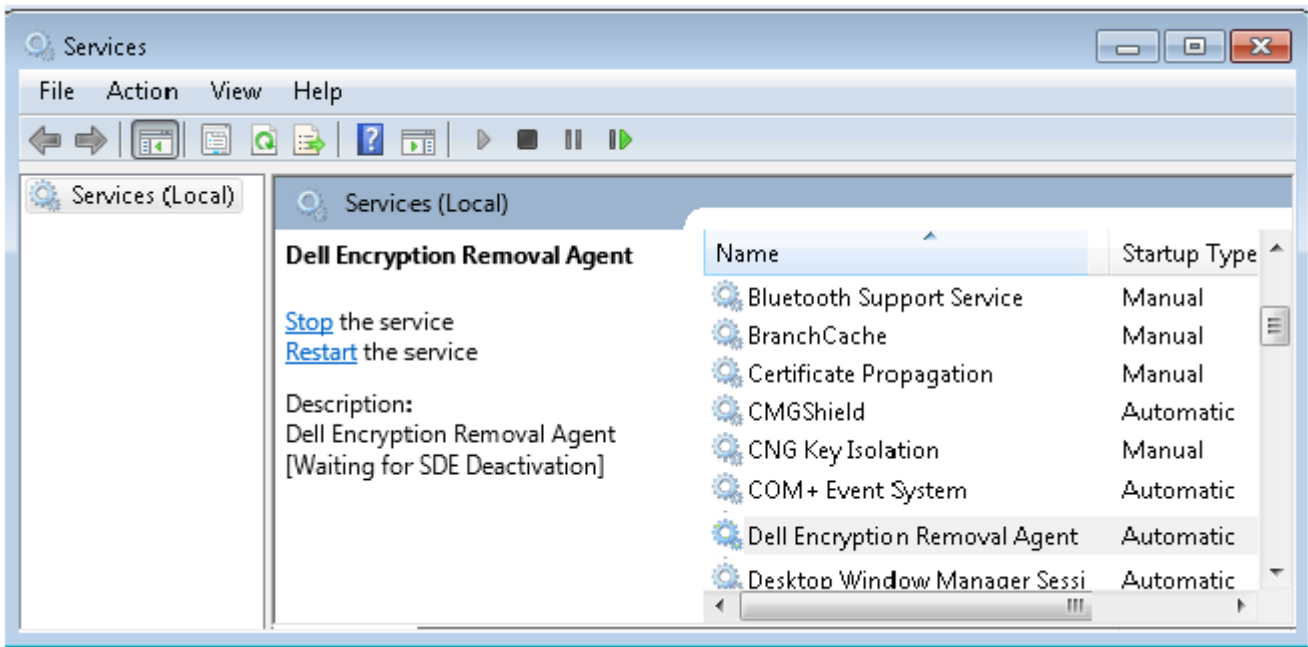 Services
File Action View Help
Services (Local)
Services (Local)
Dell Encryption Removal Agent
Stop the service
Restart the service
Description:
Dell Encryption Removal Agent
[Waiting for SDE Deactivation]
Name Startup Type
Bluetooth Support Service Manual
BranchCache Manual
Certificate Propagation Manual
CMGShield Automatic
CNG Key Isolation Manual
COM+ Event System Automatic
Dell Encryption Removal Agent Automatic
Desktop Window Manager Sessi Automatic